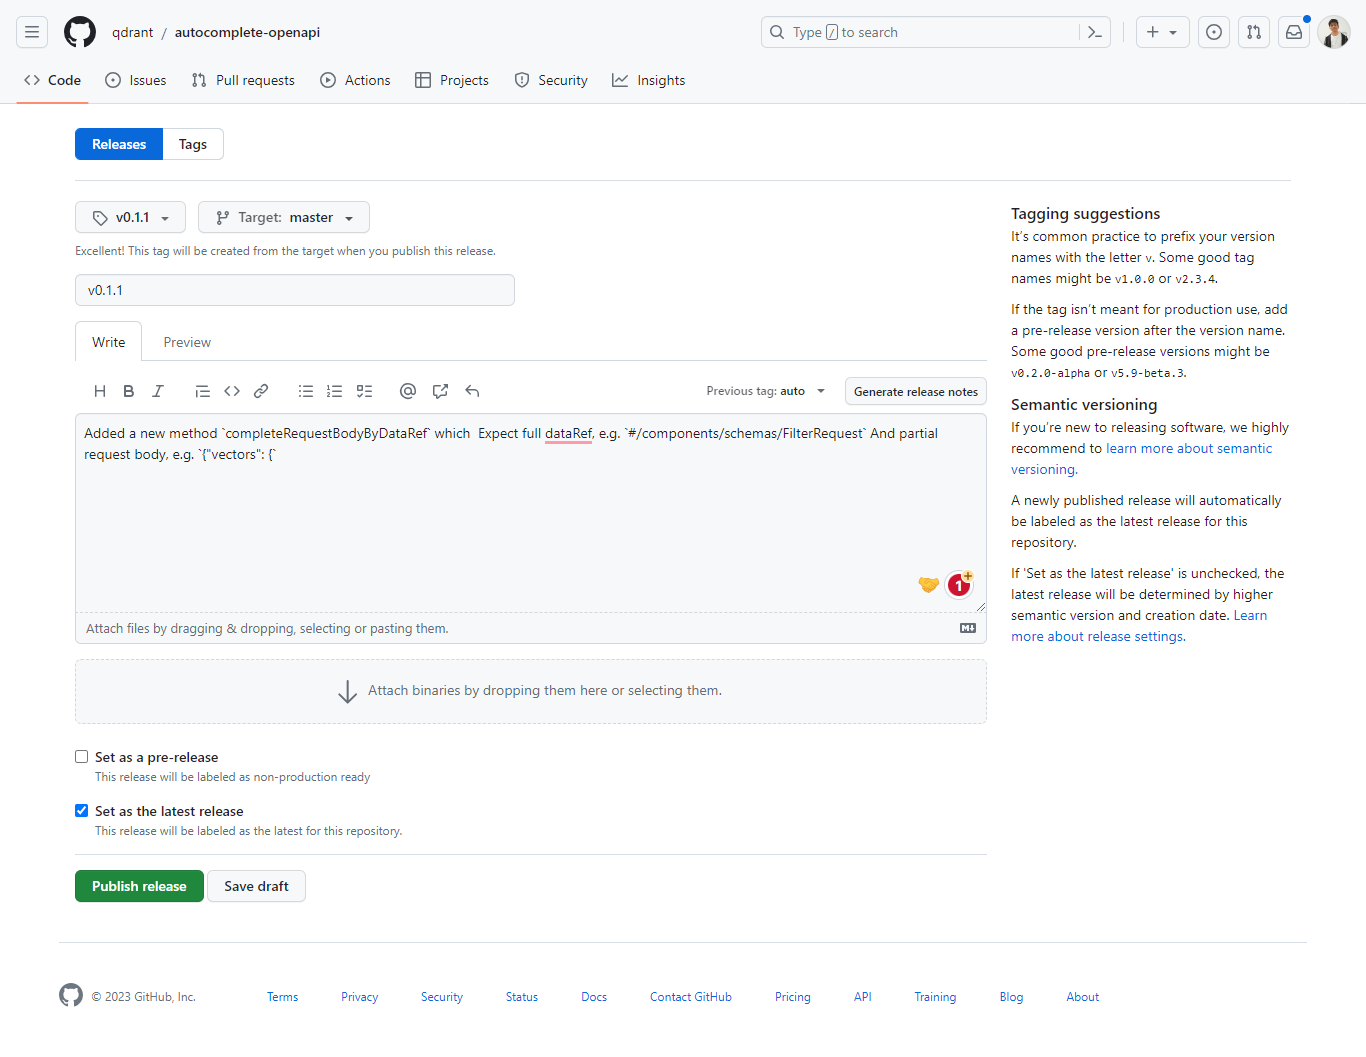 qdrant / autocomplete-openapi
Type / to search
Code
Issues
Pull requests
Actions
Projects
Security
Insights
Releases
Tags
v0.1.1
Target: master
Excellent! This tag will be created from the target when you publish this release.
v0.1.1
Write
Preview
Previous tag: auto
Generate release notes
Added a new method `completeRequestBodyByDataRef` which  Expect full dataRef, e.g. `#/components/schemas/FilterRequest` And partial
request body, e.g. `{"vectors": {`
1
Attach files by dragging & dropping, selecting or pasting them.
Attach binaries by dropping them here or selecting them.
Set as a pre-release
This release will be labeled as non-production ready
Set as the latest release
This release will be labeled as the latest for this repository.
Publish release
Save draft
Tagging suggestions
It's common practice to prefix your version
names with the letter v. Some good tag
names might be v1.0.0 or v2.3.4.
If the tag isn't meant for production use, add
a pre-release version after the version name.
Some good pre-release versions might be
v0.2.0-alpha or v5.9-beta.3.
Semantic versioning
If you're new to releasing software, we highly
recommend to learn more about semantic
versioning.
A newly published release will automatically
be labeled as the latest release for this
repository.
If 'Set as the latest release' is unchecked, the
latest release will be determined by higher
semantic version and creation date. Learn
more about release settings.
© 2023 GitHub, Inc.
Terms
Privacy
Security
Status
Docs
Contact GitHub
Pricing
API
Training
Blog
About